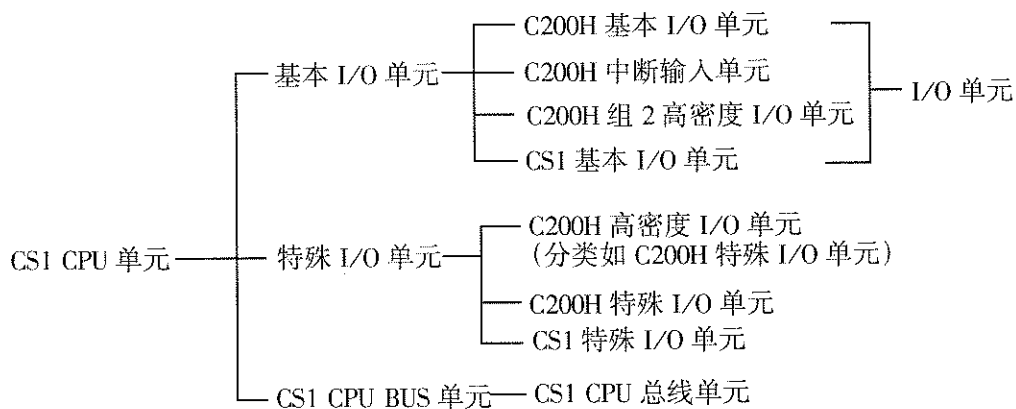 C200H 基本 I/O 单元
基本 I/O 单元
C200H 中断输入单元
I/O 单元
C200H 组 2 高密度 I/O 单元
CS1 基本 I/O 单元
CS1 CPU 单元
特殊 I/O 单元
C200H 高密度 I/O 单元
(分类如 C200H 特殊 I/O 单元)
C200H 特殊 I/O 单元
CS1 特殊 I/O 单元
CS1 CPU BUS 单元
CS1 CPU 总线单元